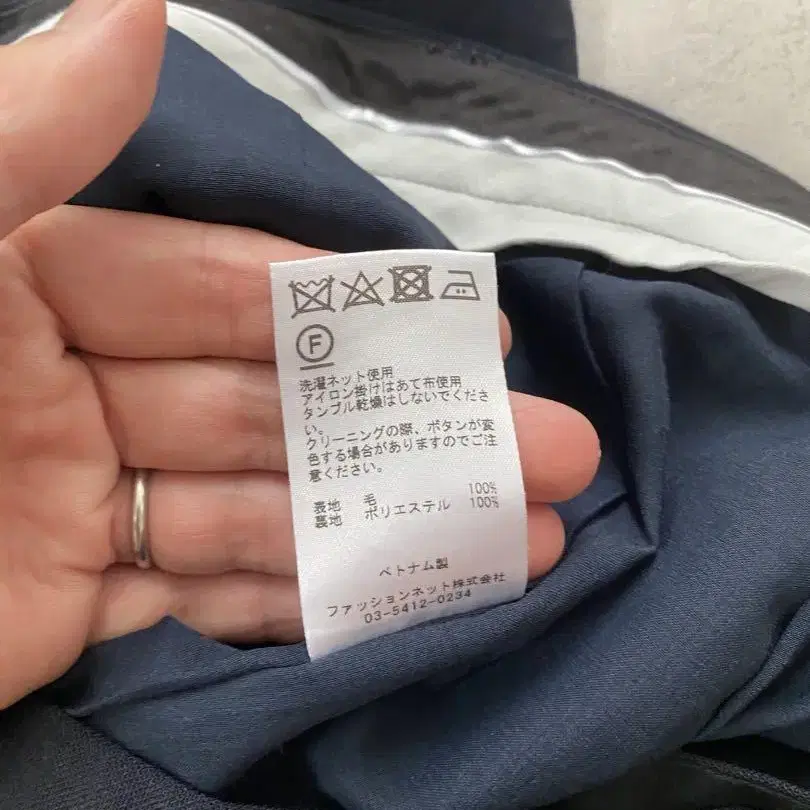 F
洗濯ネット使用
アイロン掛けはあて布使用
タンブル乾燥はしないでくださ
い。
クリーニングの際、ボタンが変
色する場合がありますのでご注
意ください。
表地 毛 100%
裏地 ポリエステル 100%
ベトナム製
ファッションネット株式会社
03-5412-0234